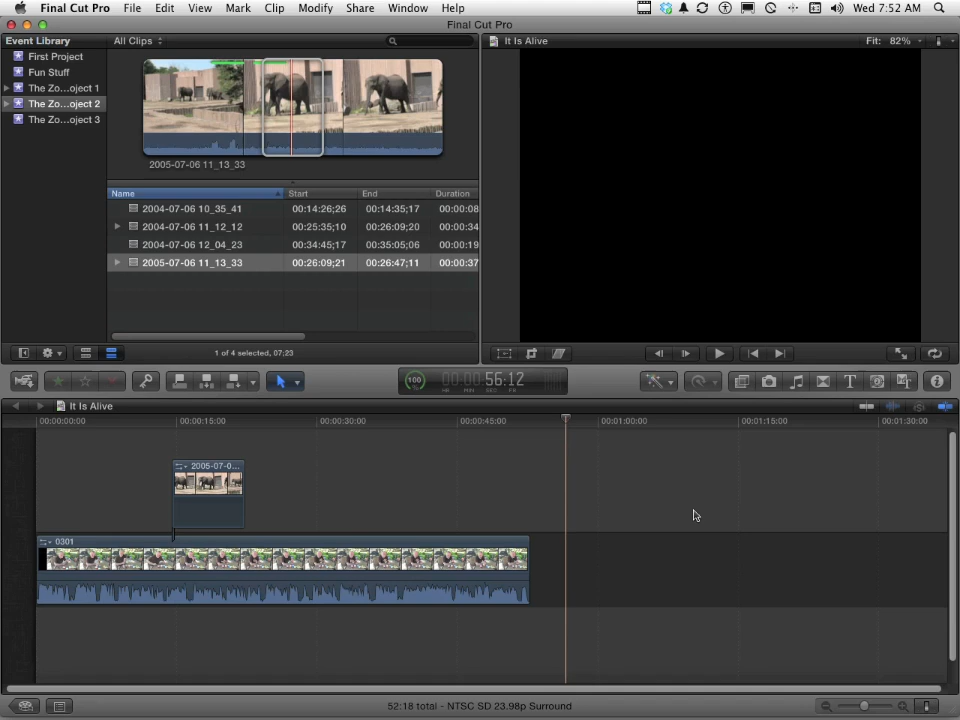 Final Cut Pro File Edit View Mark Clip Modify Share Window Help Wed 7:52 AM
Final Cut Pro
Event Library All Clips It Is Alive Fit: 82%
First Project
Fun Stuff
The Zo...oject 1
The Zo...oject 2
The Zo...oject 3
2005-07-06 11_13_33
Name Start End Duration
2004-07-06 10_35_41 00:14:26;26 00:14:35;17 00:00:08
2004-07-06 11_12_12 00:25:35;10 00:26:09;20 00:00:34
2004-07-06 12_04_23 00:34:45;17 00:35:05;06 00:00:19
2005-07-06 11_13_33 00:26:09;21 00:26:47;11 00:00:37
1 of 4 selected, 07;23
100 00:00:56:12
HR MIN SEC FR
It Is Alive
00:00:00:00 00:00:15:00 00:00:30:00 00:00:45:00 00:01:00:00 00:01:15:00 00:01:30:00
2005-07-0...
0301
52:18 total - NTSC SD 23.98p Surround